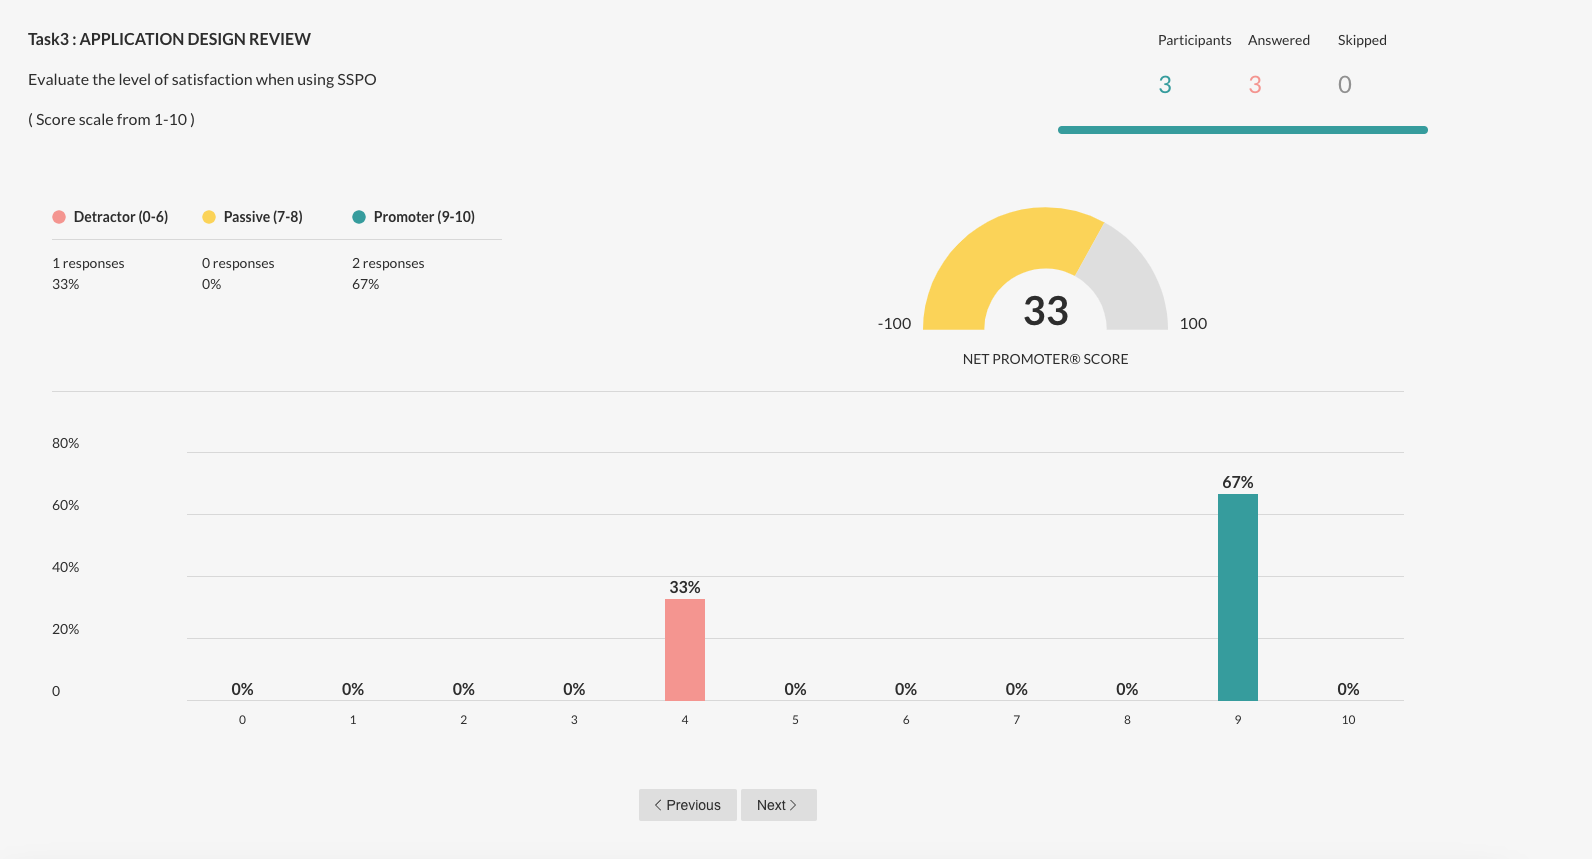 Task3 : APPLICATION DESIGN REVIEW
Evaluate the level of satisfaction when using SSPO
( Score scale from 1-10 )
Participants Answered Skipped
3 3 0
Detractor (0-6) Passive (7-8) Promoter (9-10)
1 responses 0 responses 2 responses
33% 0% 67%
33
-100 100
NET PROMOTER® SCORE
80%
60%
40%
20%
0
0% 0% 0% 0% 33% 0% 0% 0% 0% 67% 0%
0 1 2 3 4 5 6 7 8 9 10
Previous Next